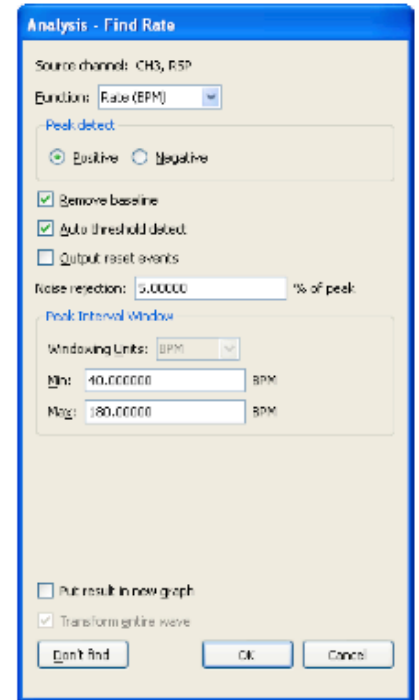 Analysis - Find Rate
Source channel: CH3, RSP
Function: Rate (BPM)
Peak detect
Positive Negative
Remove baseline
Auto threshold detect
Output reset events
Noise rejection: 5.00000 % of peak
Peak Interval Window
Windowing Units: BPM
Min: 40.000000 BPM
Max: 180.000000 BPM
Put result in new graph
Transform entire wave
Don't find OK Cancel